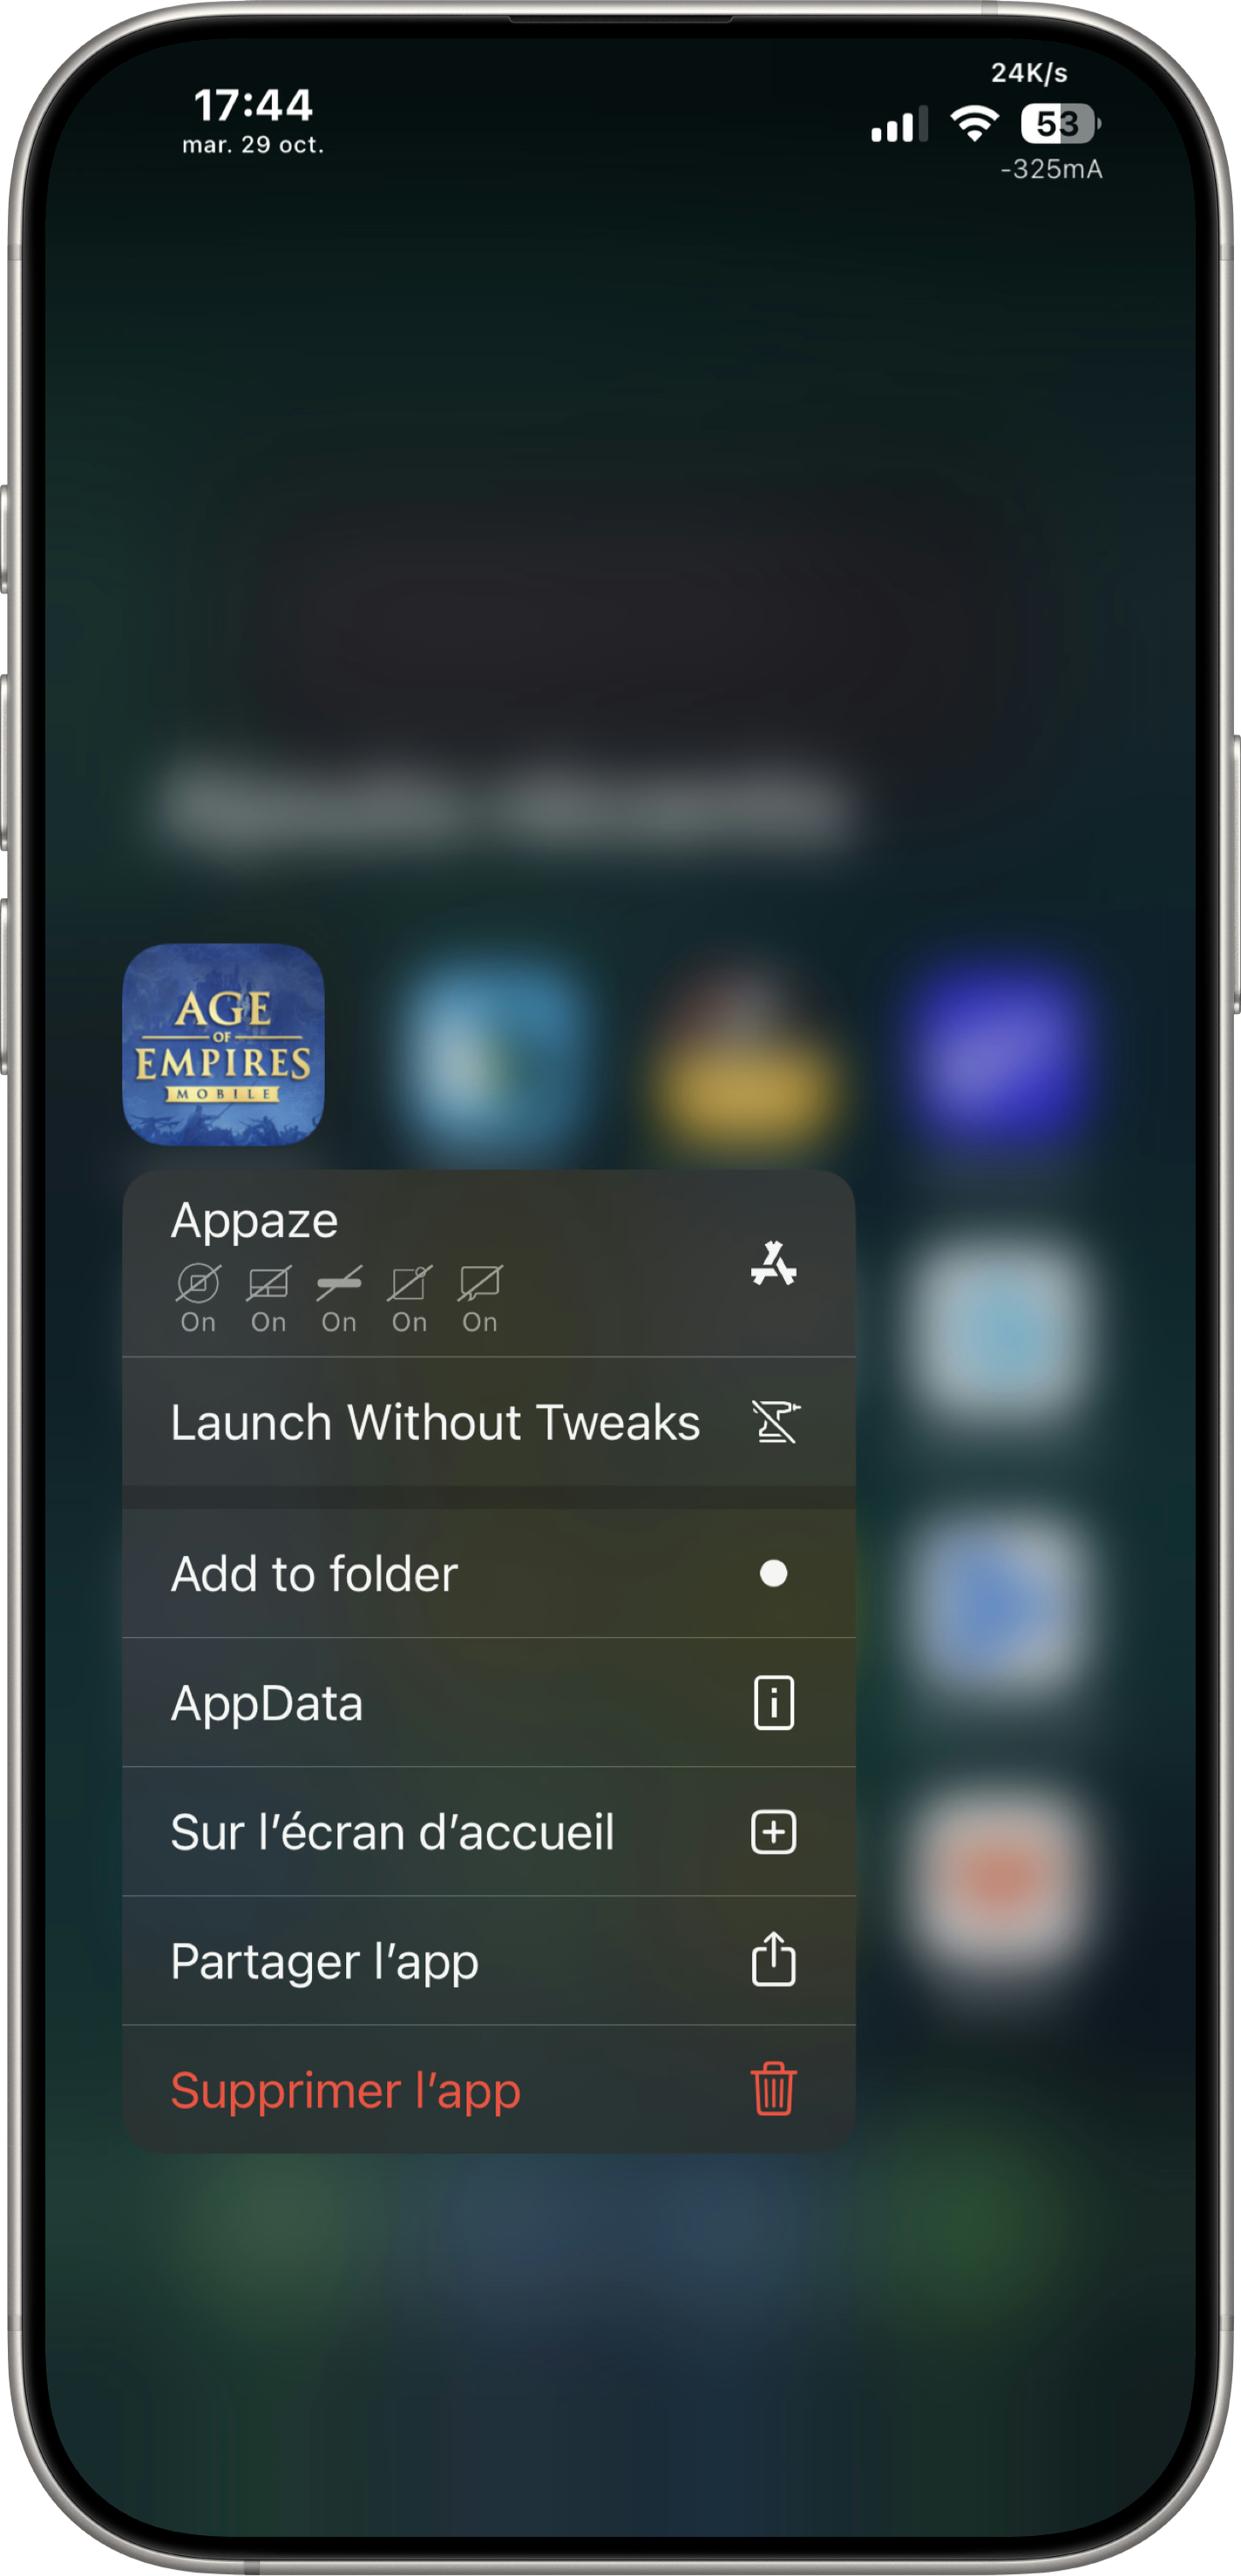 24K/s
17:44
53
mar. 29 oct.
-325mA
AGE
OF
EMPIRES
MOBILE
Appaze
On On On On On
Launch Without Tweaks
Add to folder
AppData
Sur l’écran d’accueil
Partager l’app
Supprimer l’app